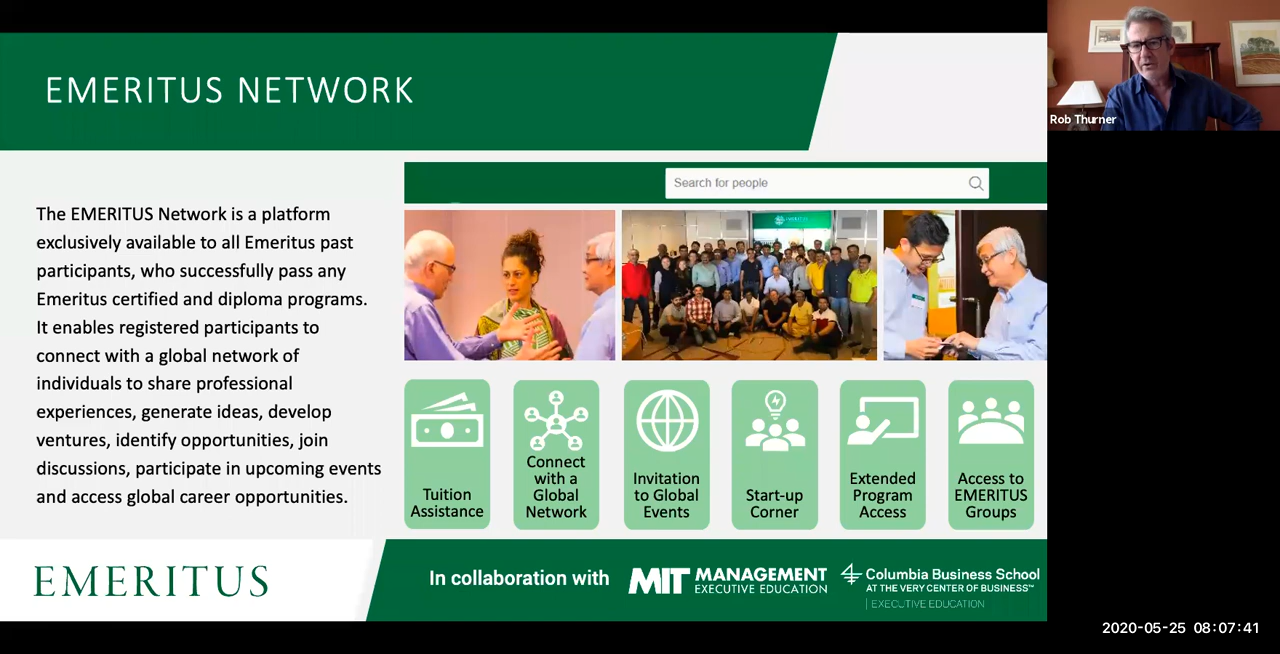 EMERITUS NETWORK
Rob Thurner
Search for people
The EMERITUS Network is a platform
exclusively available to all Emeritus past
participants, who successfully pass any
Emeritus certified and diploma programs.
It enables registered participants to
connect with a global network of
individuals to share professional
experiences, generate ideas, develop
ventures, identify opportunities, join
discussions, participate in upcoming events
and access global career opportunities.
EMERITUS
Tuition
Assistance
Connect
with a
Global
Network
Invitation
to Global
Events
Start-up
Corner
Extended
Program
Access
Access to
EMERITUS
Groups
EMERITUS
In collaboration with
MIT MANAGEMENT
EXECUTIVE EDUCATION
Columbia Business School
AT THE VERY CENTER OF BUSINESS™
EXECUTIVE EDUCATION
2020-05-25 08:07:41